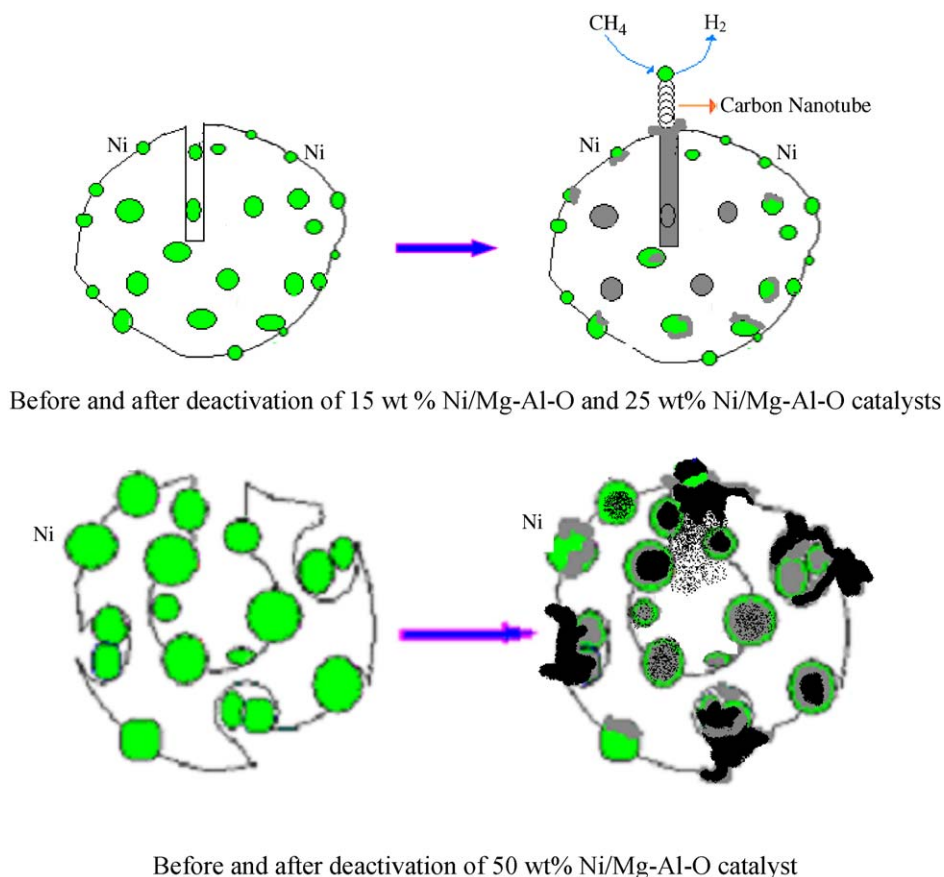 CH₄ H₂
Carbon Nanotube
Ni Ni Ni Ni
Before and after deactivation of 15 wt % Ni/Mg-Al-O and 25 wt% Ni/Mg-Al-O catalysts
Ni Ni
Before and after deactivation of 50 wt% Ni/Mg-Al-O catalyst